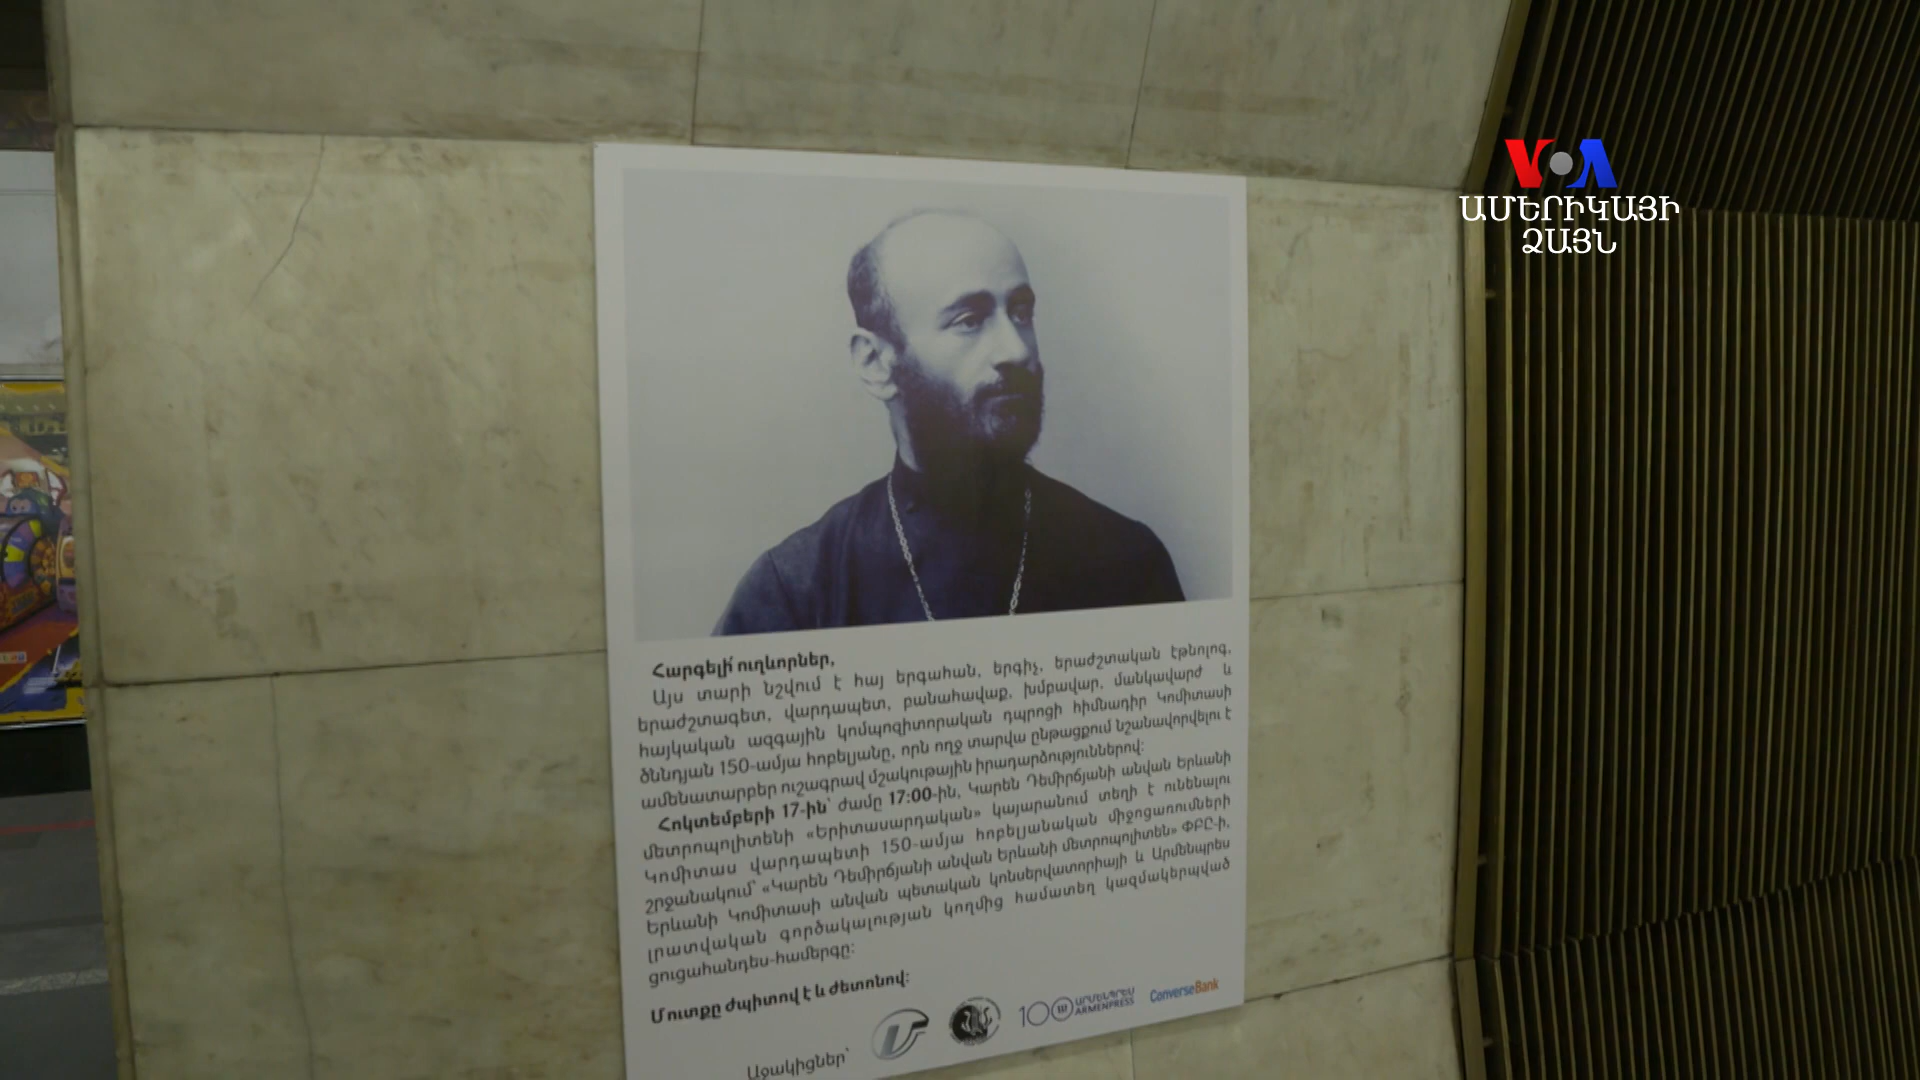 VOA
ԱՄԵՐԻԿԱՅԻ
ՁԱՅՆ
Հարգելի՛ ուղևորներ,
Այս տարի նշվում է հայ երգահան, երգիչ, երաժշտական էթնոլոգ,
երաժշտագետ, վարդապետ, բանահավաք, խմբավար, մանկավարժ և
հայկական ազգային կոմպոզիտորական դպրոցի հիմնադիր Կոմիտասի
ծննդյան 150-ամյա հոբելյանը, որն ողջ տարվա ընթացքում նշանավորվելու է
ամենատարբեր ուշագրավ մշակութային իրադարձություններով:
Հոկտեմբերի 17-ին՝ ժամը 17:00-ին, Կարեն Դեմիրճյանի անվան Երևանի
մետրոպոլիտենի «Երիտասարդական» կայարանում տեղի է ունենալու
Կոմիտաս վարդապետի 150-ամյա հոբելյանական միջոցառումների
շրջանակում՝ «Կարեն Դեմիրճյանի անվան Երևանի մետրոպոլիտեն» ՓԲԸ-ի,
Երևանի Կոմիտասի անվան պետական կոնսերվատորիայի և Արմենպրես
լրատվական գործակալության կողմից համատեղ կազմակերպված
ցուցահանդես-համերգը:
Մուտքը ժպիտով է և ժետոնով:
Աջակիցներ՝
100 ԱՐՄԵՆՊՐԵՍ
ARMENPRESS
ConverseBank